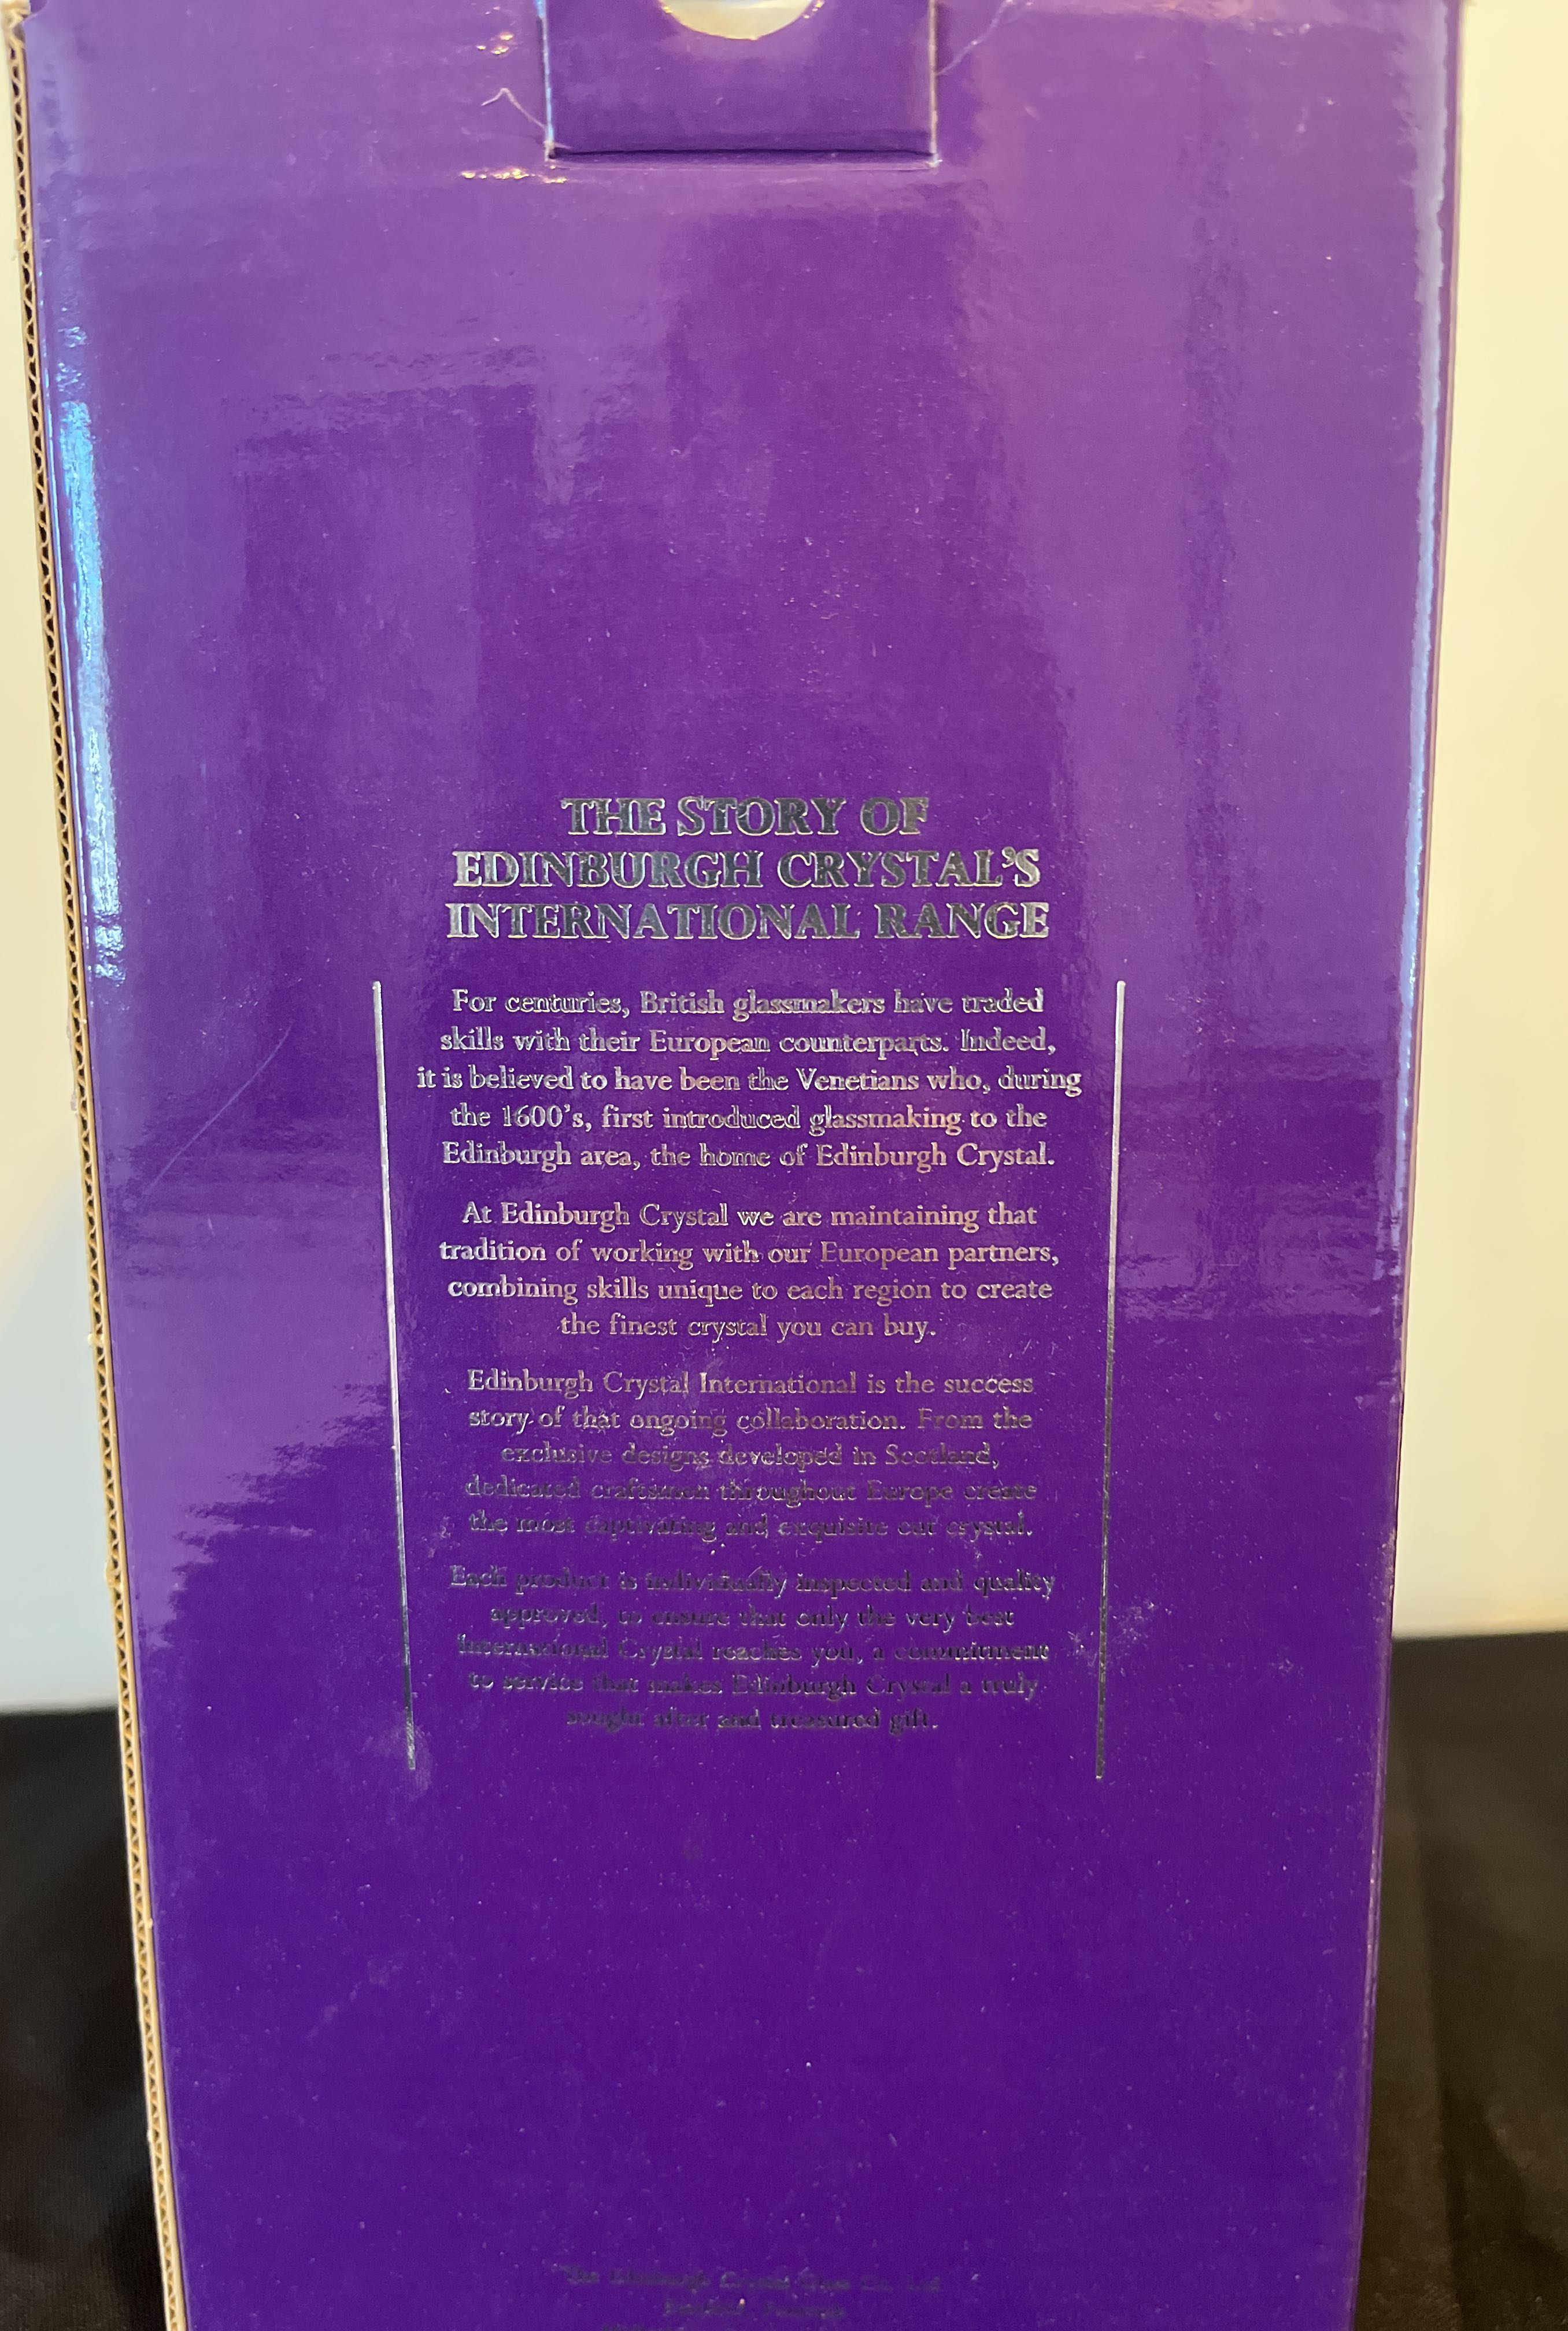 THE STORY OF
EDINBURGH CRYSTAL'S
INTERNATIONAL RANGE
For centuries, British glassmakers have traded
skills with their European counterparts. Indeed,
it is believed to have been the Venetians who, during
the 1600's, first introduced glassmaking to the
Edinburgh area, the home of Edinburgh Crystal.
At Edinburgh Crystal we are maintaining that
tradition of working with our European partners,
combining skills unique to each region to create
the finest crystal you can buy.
Edinburgh Crystal International is the success
story of that ongoing collaboration. From the
exclusive designs developed in Scotland,
dedicated craftsmen throughout Europe create
the most captivating and exquisite cut crystal.
Each product is individually inspected and quality
approved, to ensure that only the very best
International Crystal reaches you, a commitment
to service that makes Edinburgh Crystal a truly
sought after and treasured gift.
The Edinburgh Crystal Glass Co. Ltd